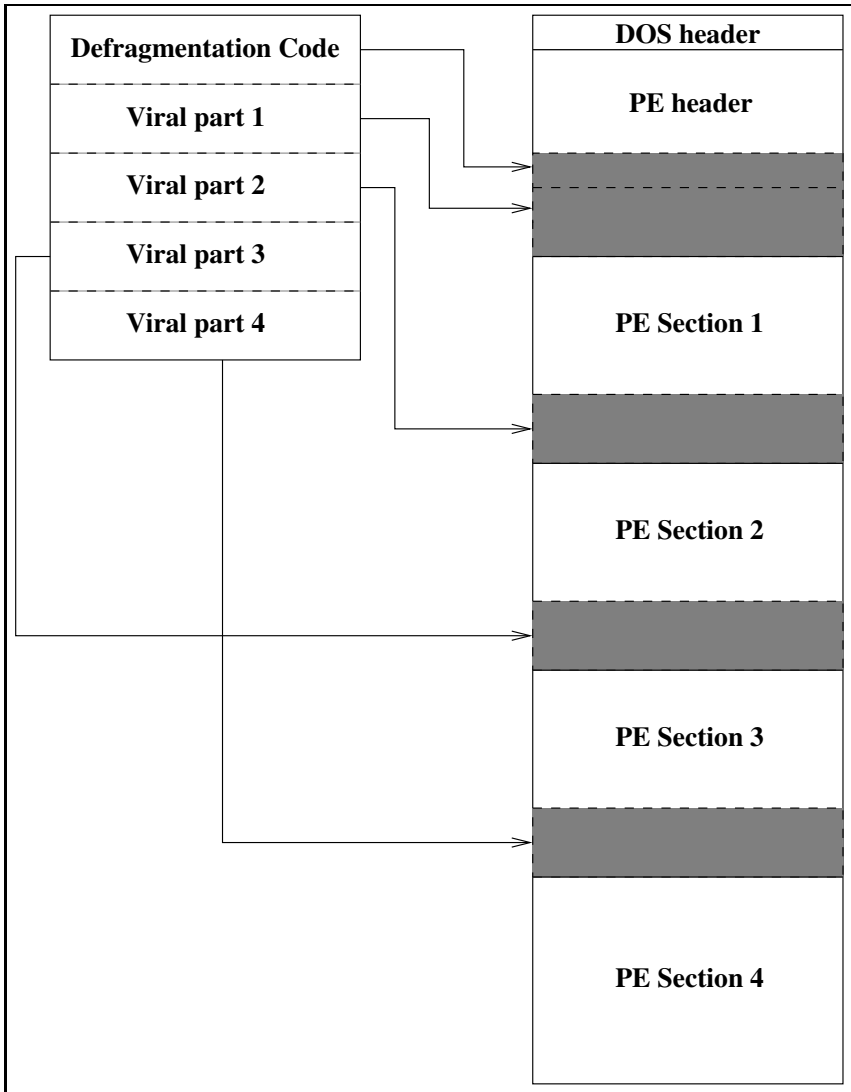 Defragmentation Code
Viral part 1
Viral part 2
Viral part 3
Viral part 4
DOS header
PE header
PE Section 1
PE Section 2
PE Section 3
PE Section 4